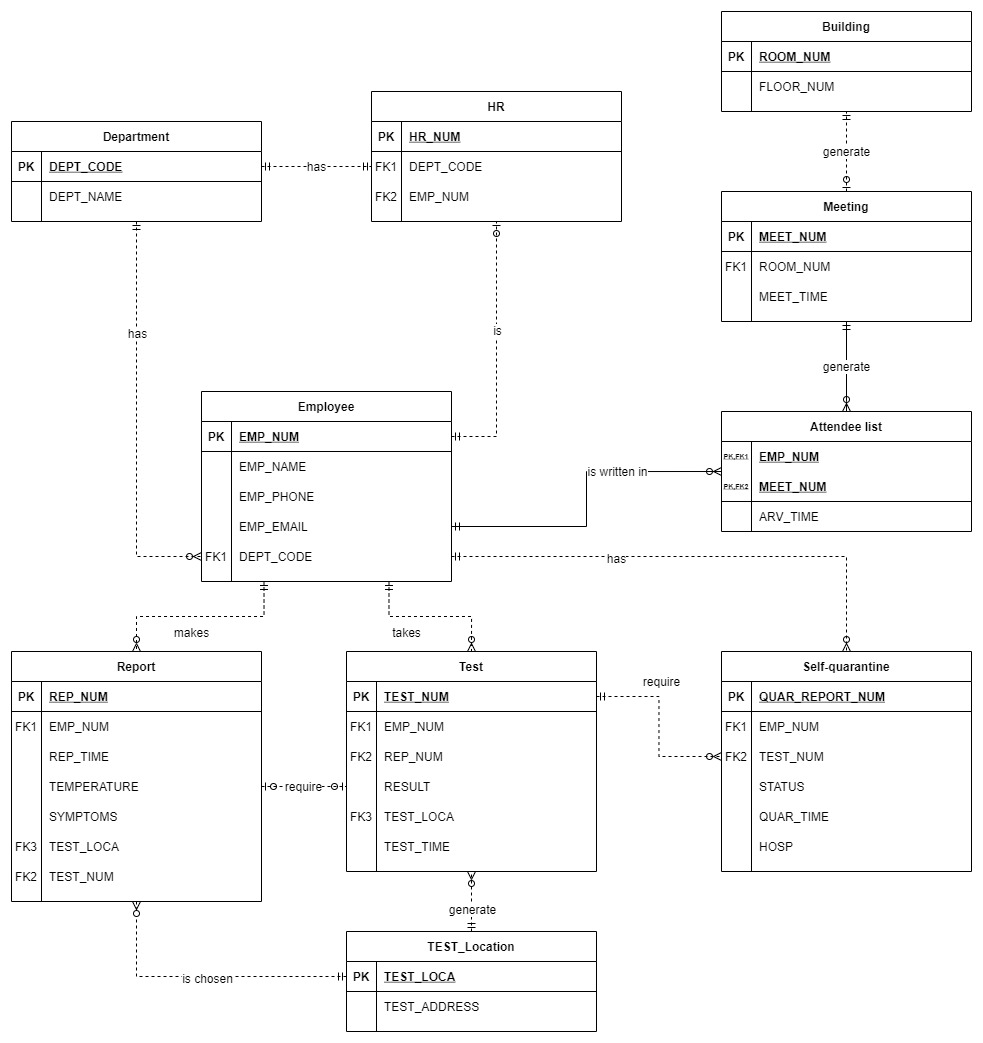 Building
PK ROOM_NUM
FLOOR_NUM
generate
HR
PK HR_NUM
FK1 DEPT_CODE
FK2 EMP_NUM
Department
PK DEPT_CODE
DEPT_NAME
has
Meeting
PK MEET_NUM
FK1 ROOM_NUM
MEET_TIME
has
is
generate
Employee
PK EMP_NUM
EMP_NAME
EMP_PHONE
EMP_EMAIL
FK1 DEPT_CODE
Attendee list
PK,FK1 EMP_NUM
PK,FK2 MEET_NUM
ARV_TIME
is written in
has
makes
takes
require
Report
PK REP_NUM
FK1 EMP_NUM
REP_TIME
TEMPERATURE
SYMPTOMS
FK3 TEST_LOCA
FK2 TEST_NUM
require
Test
PK TEST_NUM
FK1 EMP_NUM
FK2 REP_NUM
RESULT
FK3 TEST_LOCA
TEST_TIME
Self-quarantine
PK QUAR_REPORT_NUM
FK1 EMP_NUM
FK2 TEST_NUM
STATUS
QUAR_TIME
HOSP
generate
is chosen
TEST_Location
PK TEST_LOCA
TEST_ADDRESS